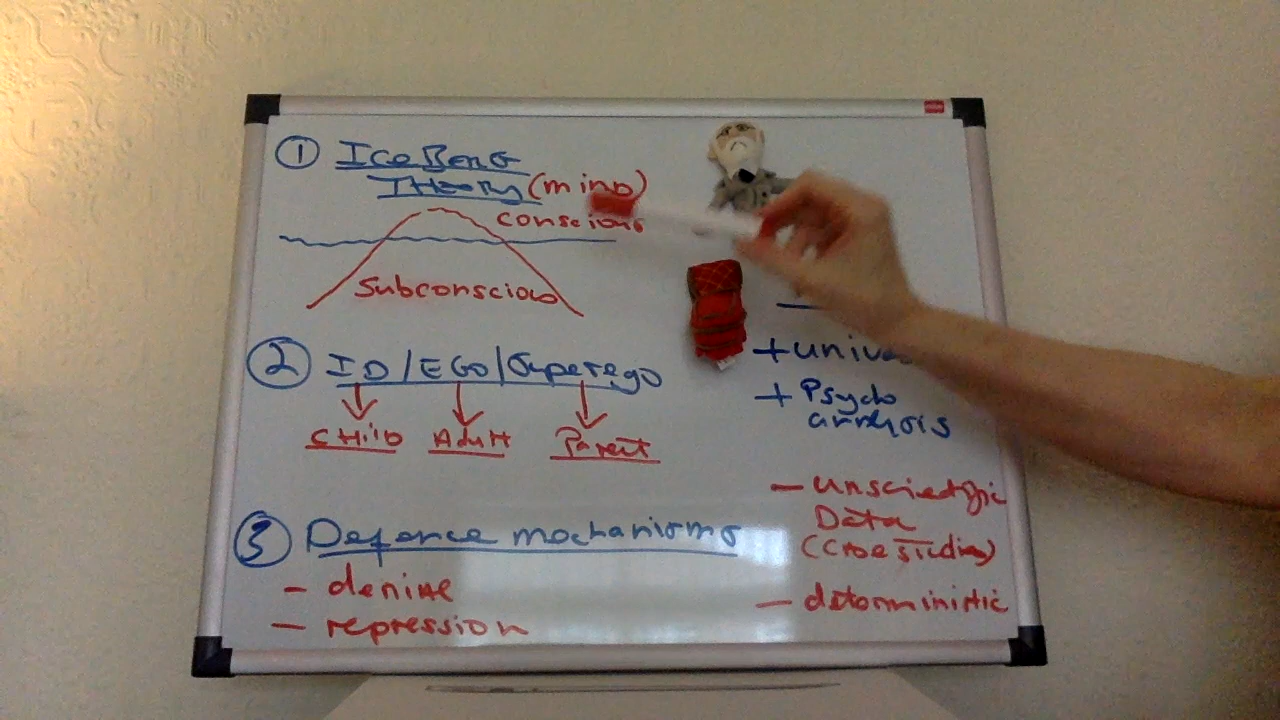 ① ICeBerG
THeory (mind)
conscious
Subconscious
② ID/EGO/Superego
CHilD Adult Parent
③ Defence mechanisms
- denial
- repression
+
+ Psycho
analysis
- unscientific
Data
(Case studies)
- deterministic